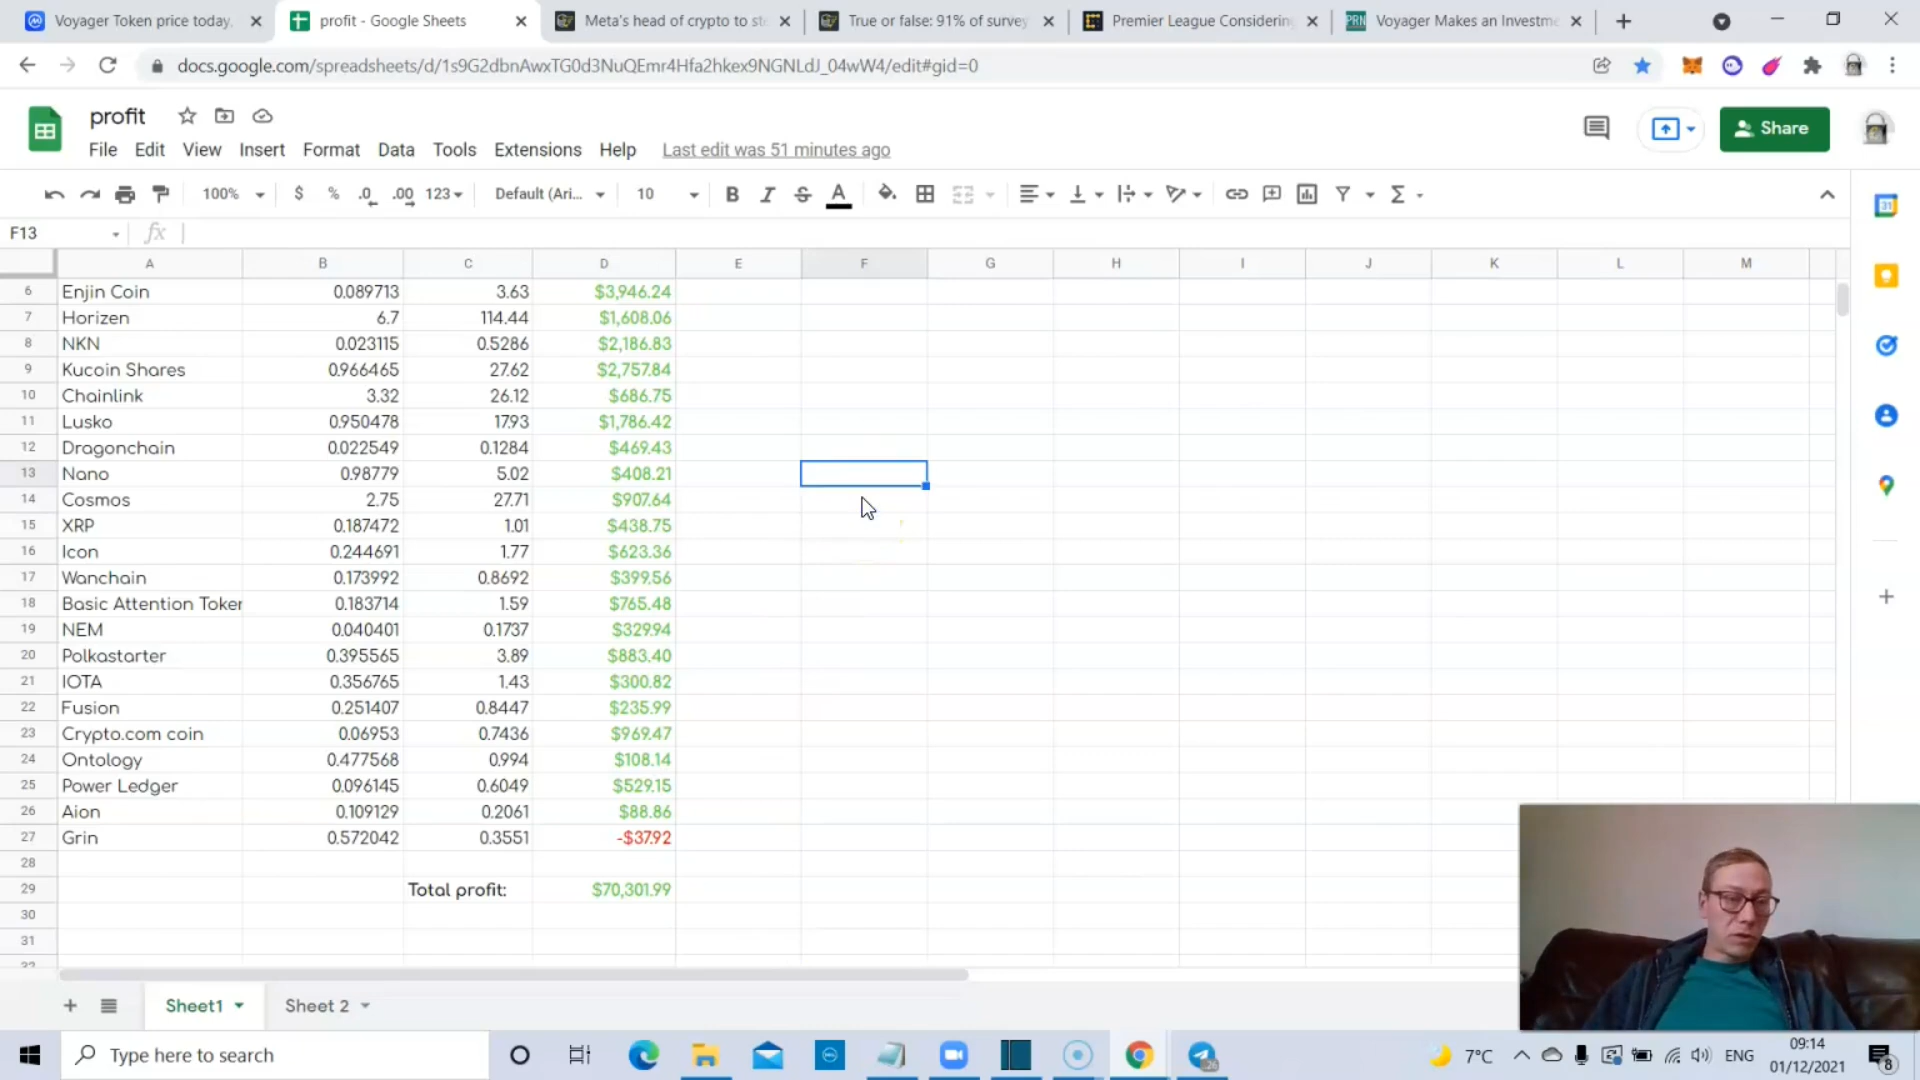 Voyager Token price today,
profit - Google Sheets
Meta's head of crypto to ste
True or false: 91% of survey
Premier League Considering
PRN Voyager Makes an Investme
docs.google.com/spreadsheets/d/1s9G2dbnAwxTG0d3NuQEmr4Hfa2hkex9NGNLdJ_04wW4/edit#gid=0
profit
Share
File Edit View Insert Format Data Tools Extensions Help Last edit was 51 minutes ago
100% $ % .0 .00 123 Default (Ari... 10 B I S A Σ
F13 fx
A B C D E F G H I J K L M
6 Enjin Coin 0.089713 3.63 $3,946.24
7 Horizen 6.7 114.44 $1,608.06
8 NKN 0.023115 0.5286 $2,186.83
9 Kucoin Shares 0.966465 27.62 $2,757.84
10 Chainlink 3.32 26.12 $686.75
11 Lusko 0.950478 17.93 $1,786.42
12 Dragonchain 0.022549 0.1284 $469.43
13 Nano 0.98779 5.02 $408.21
14 Cosmos 2.75 27.71 $907.64
15 XRP 0.187472 1.01 $438.75
16 Icon 0.244691 1.77 $623.36
17 Wanchain 0.173992 0.8692 $399.56
18 Basic Attention Token 0.183714 1.59 $765.48
19 NEM 0.040401 0.1737 $329.94
20 Polkastarter 0.395565 3.89 $883.40
21 IOTA 0.356765 1.43 $300.82
22 Fusion 0.251407 0.8447 $235.99
23 Crypto.com coin 0.06953 0.7436 $969.47
24 Ontology 0.477568 0.994 $108.14
25 Power Ledger 0.096145 0.6049 $529.15
26 Aion 0.109129 0.2061 $88.86
27 Grin 0.572042 0.3551 -$37.92
28
29 Total profit: $70,301.99
30
31
32
Sheet1 Sheet 2
Type here to search
7°C ENG 09:14
01/12/2021
8